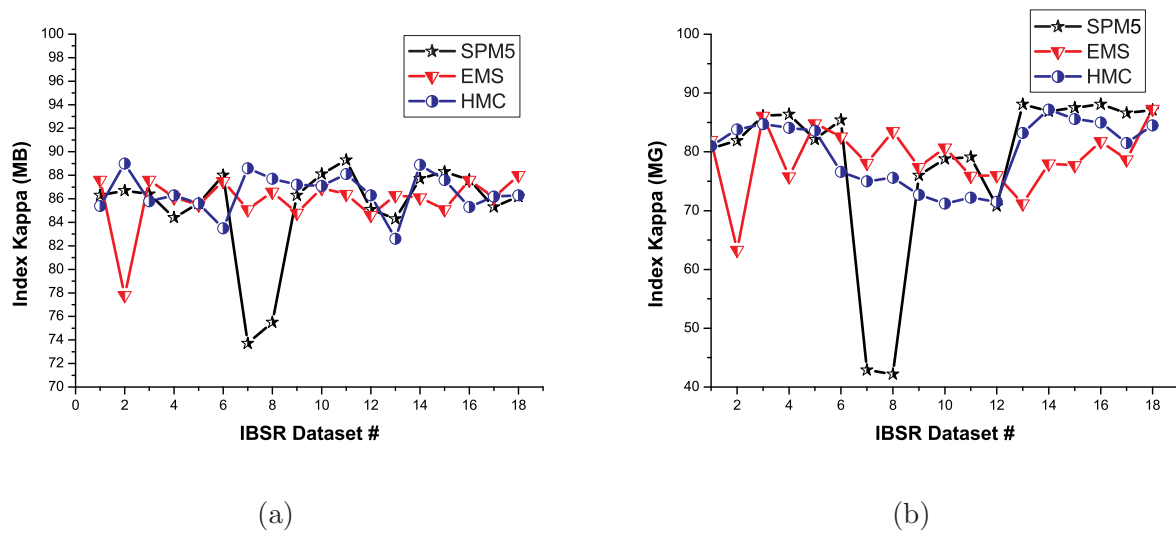 100
98
96
94
92
90
88
86
84
82
80
78
76
74
72
70
0 2 4 6 8 10 12 14 16 18
Index Kappa (MB)
IBSR Dataset #
SPM5
EMS
HMC
(a)
100
90
80
70
60
50
40
2 4 6 8 10 12 14 16 18
Index Kappa (MG)
IBSR Dataset #
SPM5
EMS
HMC
(b)